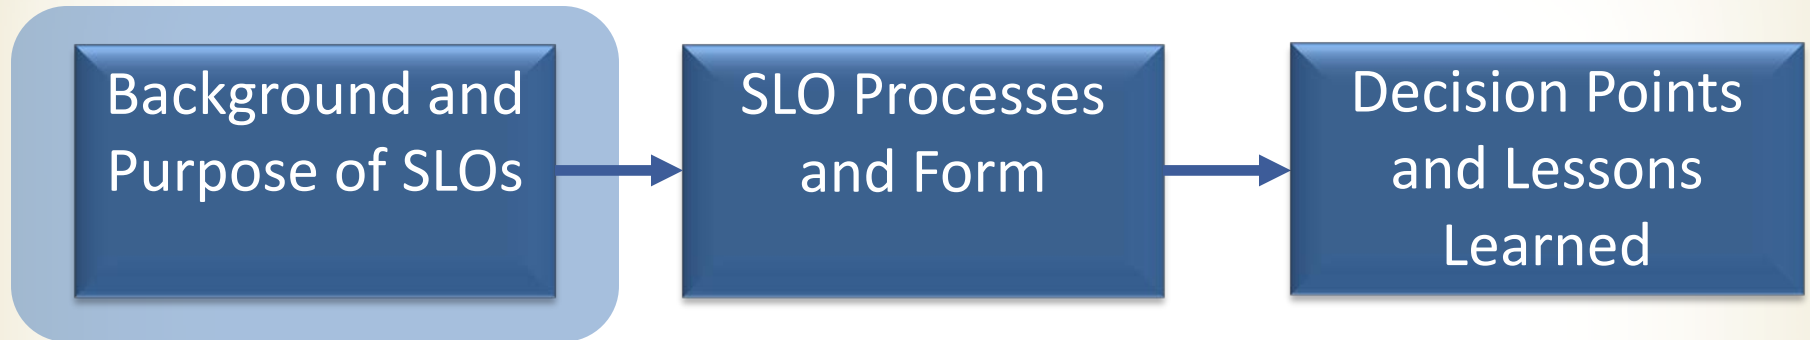 Background and
Purpose of SLOs
SLO Processes
and Form
Decision Points
and Lessons
Learned